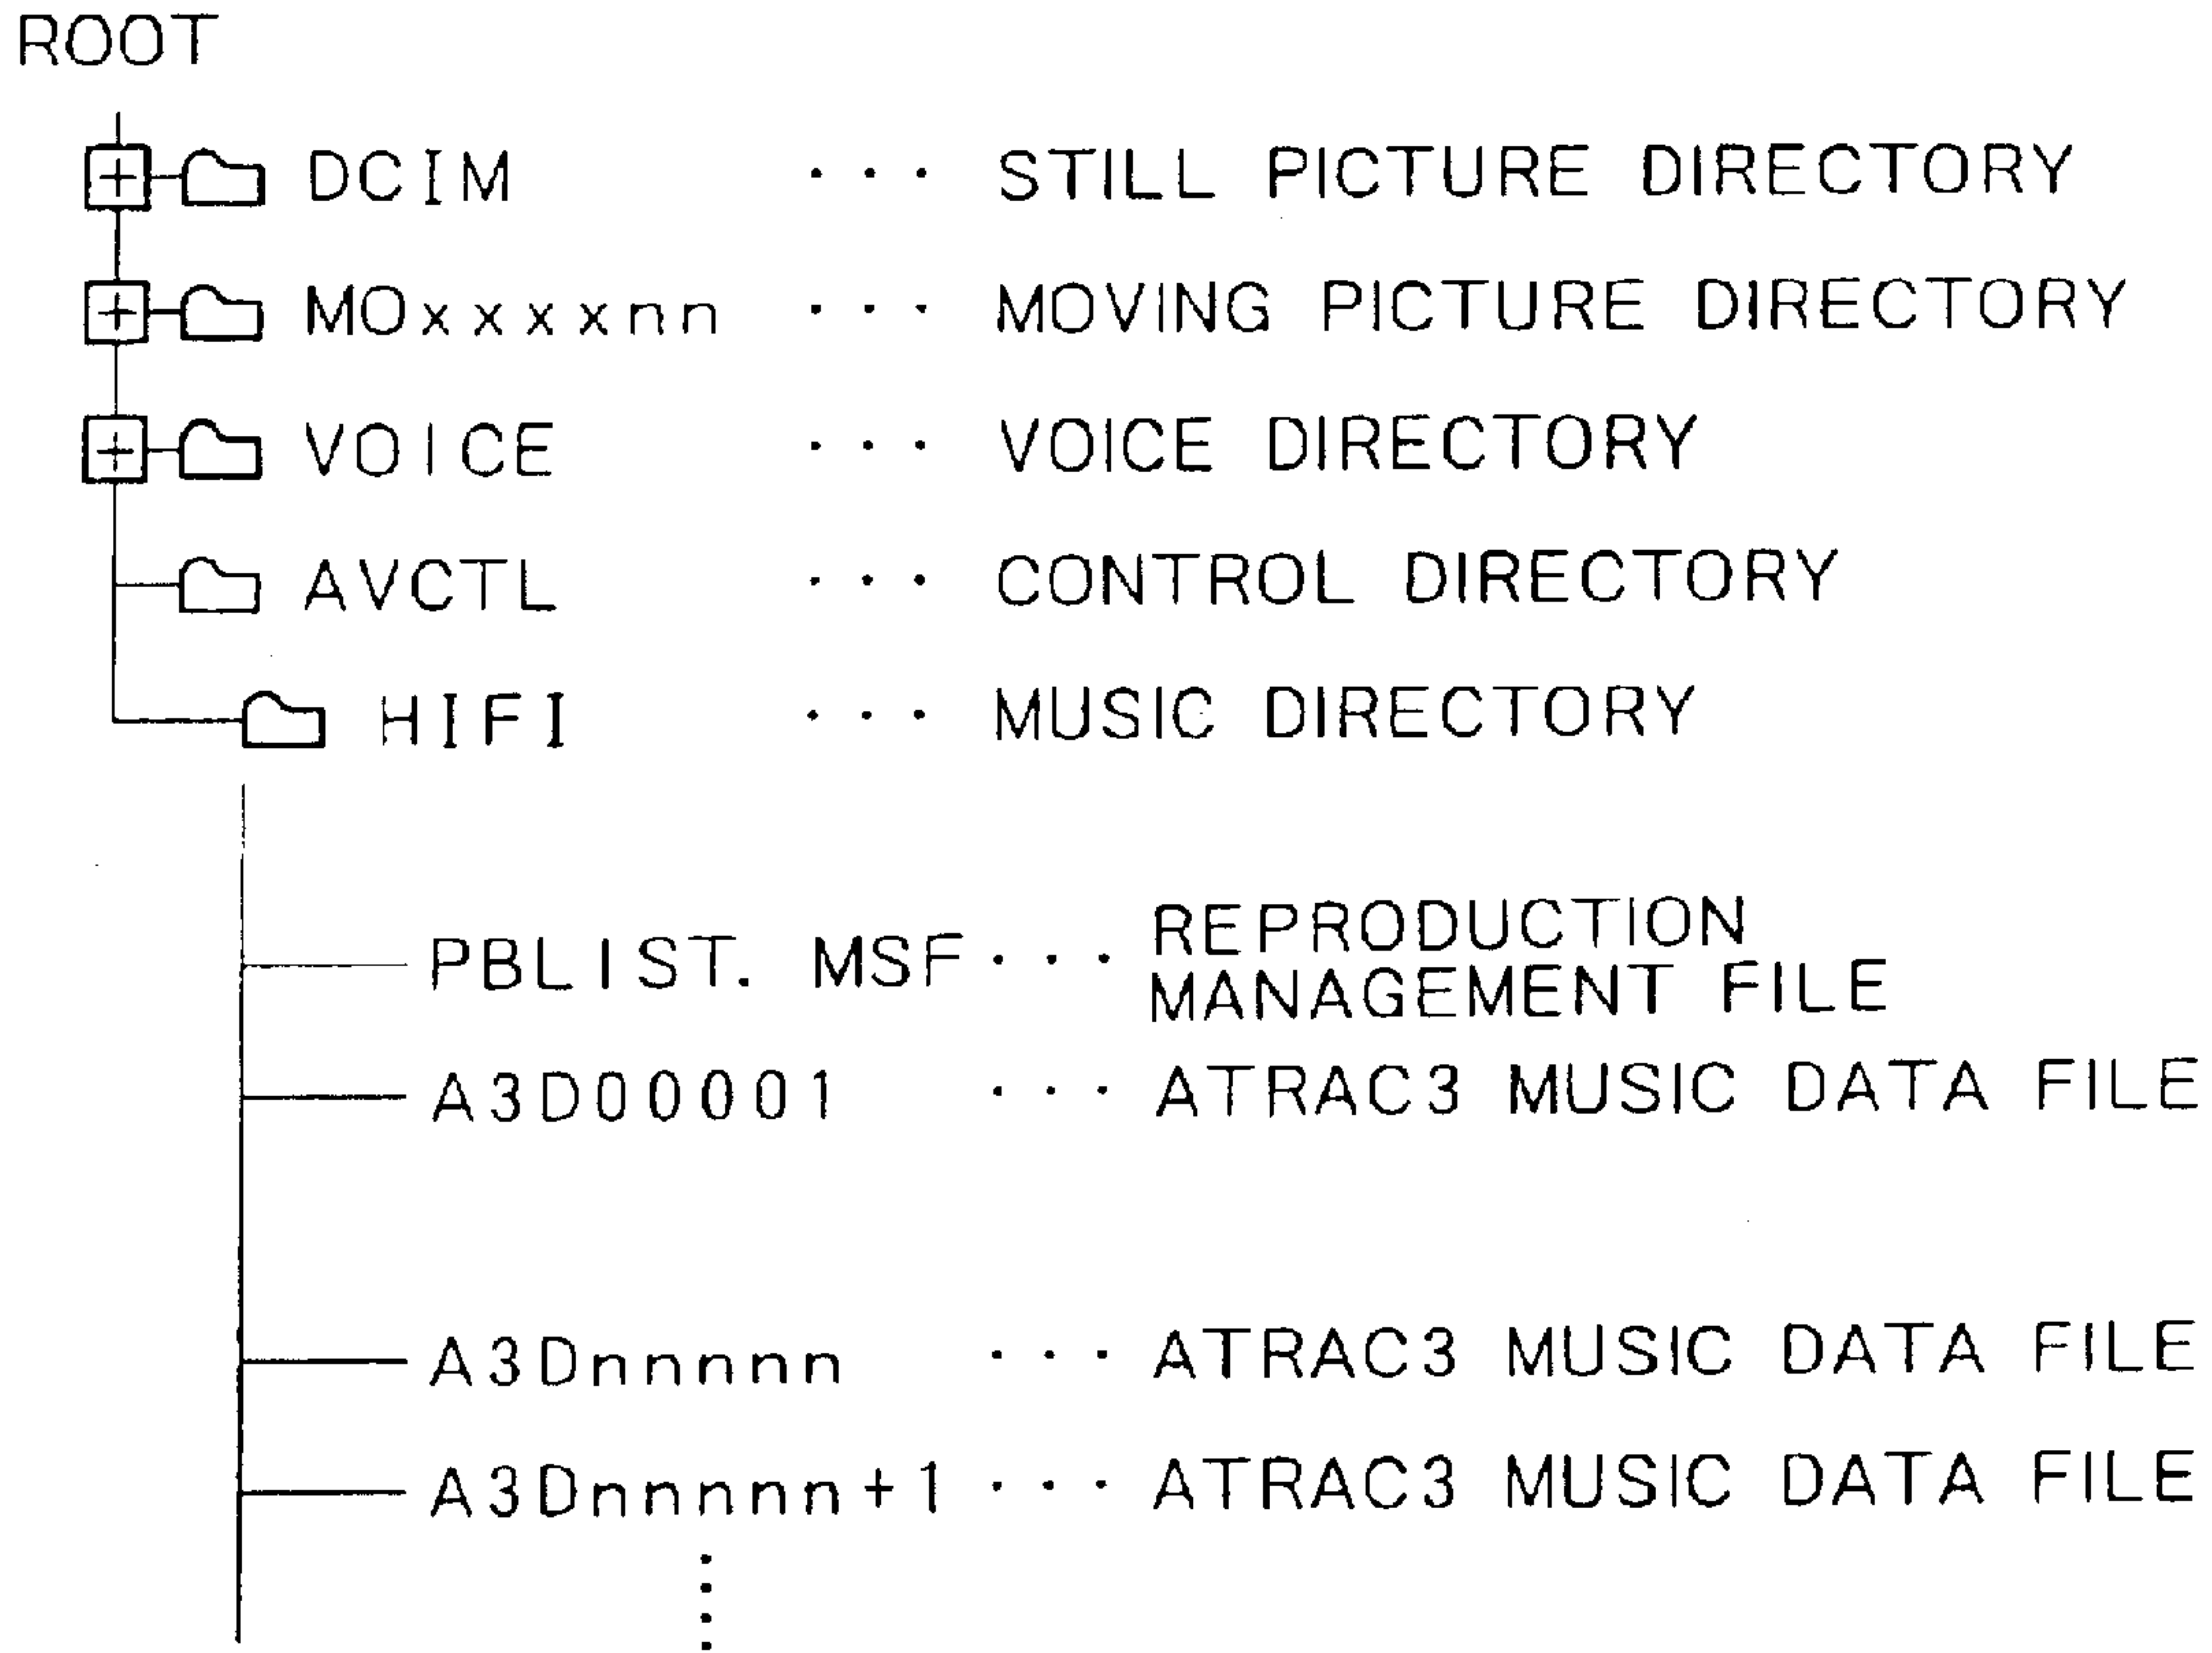 ROOT
DCIM ... STILL PICTURE DIRECTORY
MOxxxxnn ... MOVING PICTURE DIRECTORY
VOICE ... VOICE DIRECTORY
AVCTL ... CONTROL DIRECTORY
HIFI ... MUSIC DIRECTORY
PBLIST. MSF ... REPRODUCTION
MANAGEMENT FILE
A3D00001 ... ATRAC3 MUSIC DATA FILE
A3Dnnnnn ... ATRAC3 MUSIC DATA FILE
A3Dnnnnn+1 ... ATRAC3 MUSIC DATA FILE